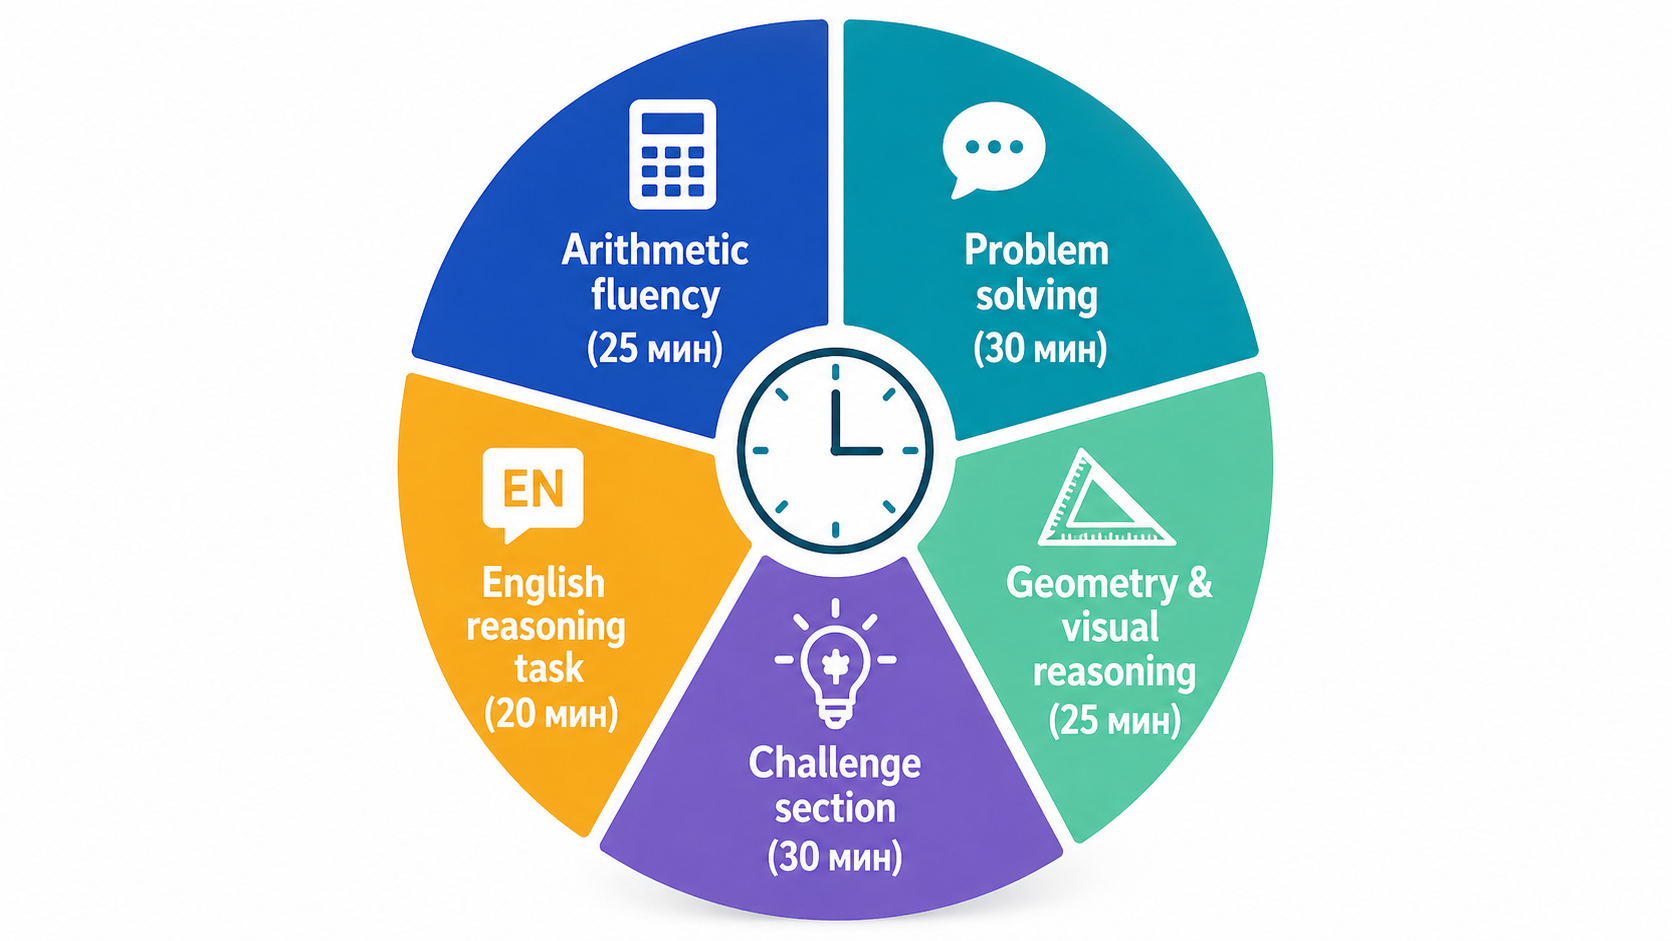 Arithmetic
fluency
(25 мин)
Problem
solving
(30 мин)
EN
English
reasoning
task
(20 мин)
Geometry &
visual
reasoning
(25 мин)
Challenge
section
(30 мин)